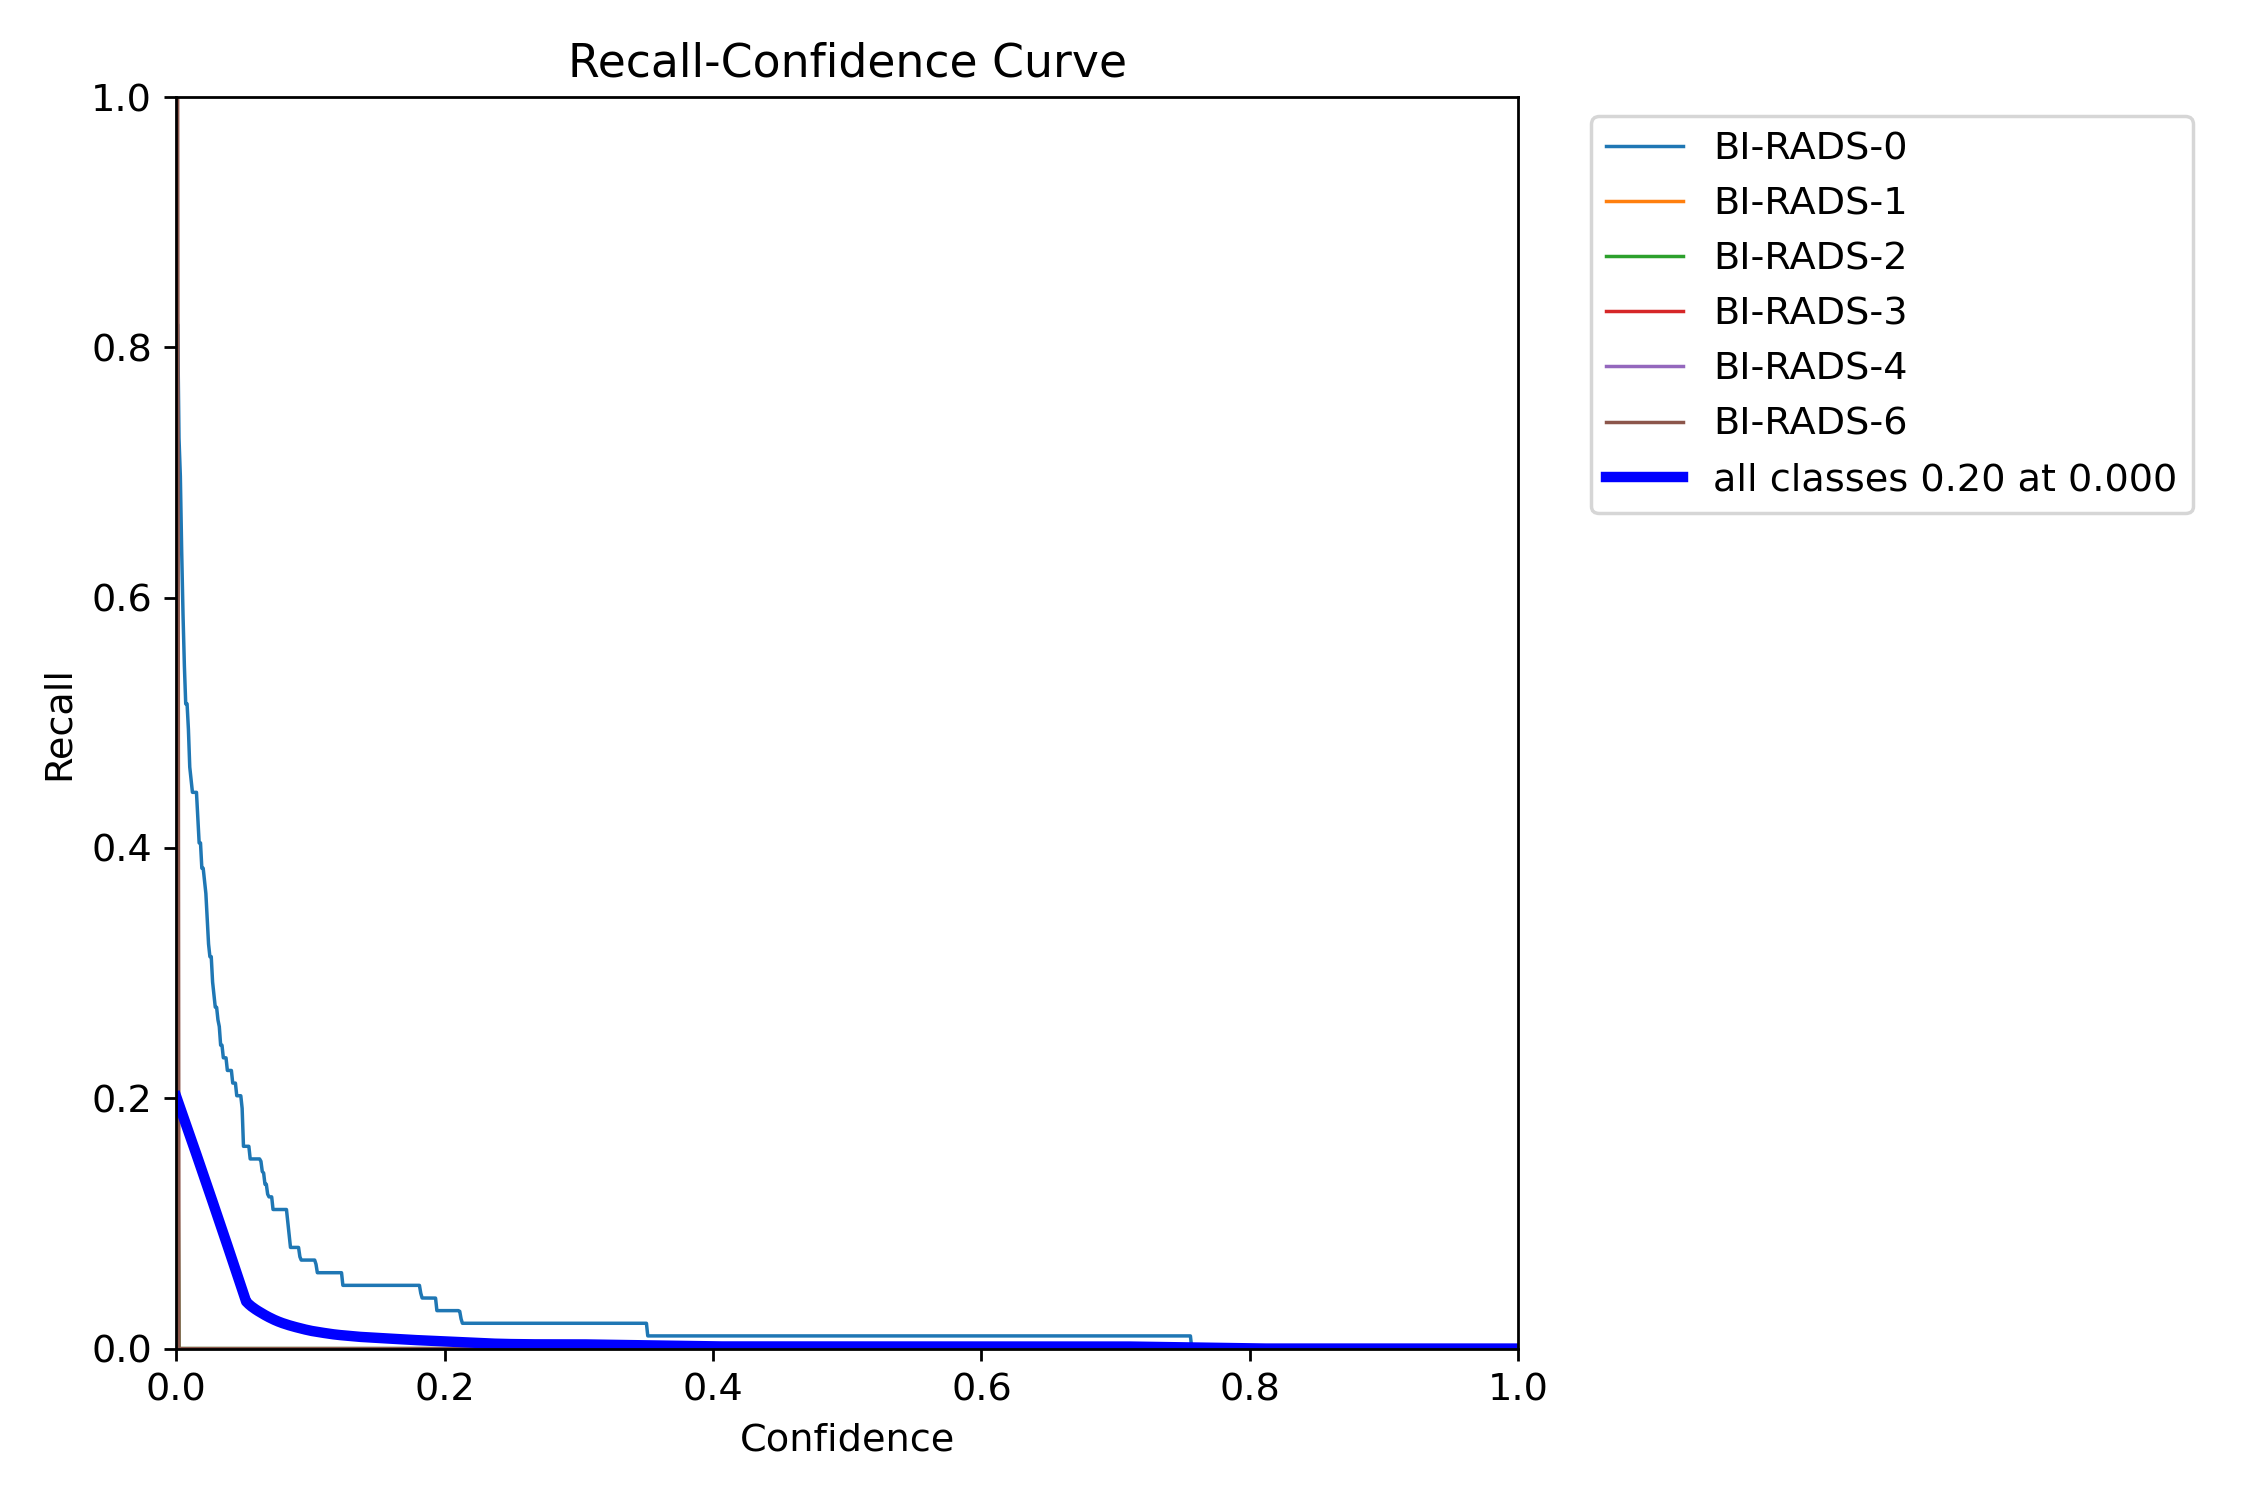 Recall-Confidence Curve
1.0
0.8
0.6
0.4
0.2
0.0
Recall
0.0 0.2 0.4 0.6 0.8 1.0
Confidence
BI-RADS-0
BI-RADS-1
BI-RADS-2
BI-RADS-3
BI-RADS-4
BI-RADS-6
all classes 0.20 at 0.000